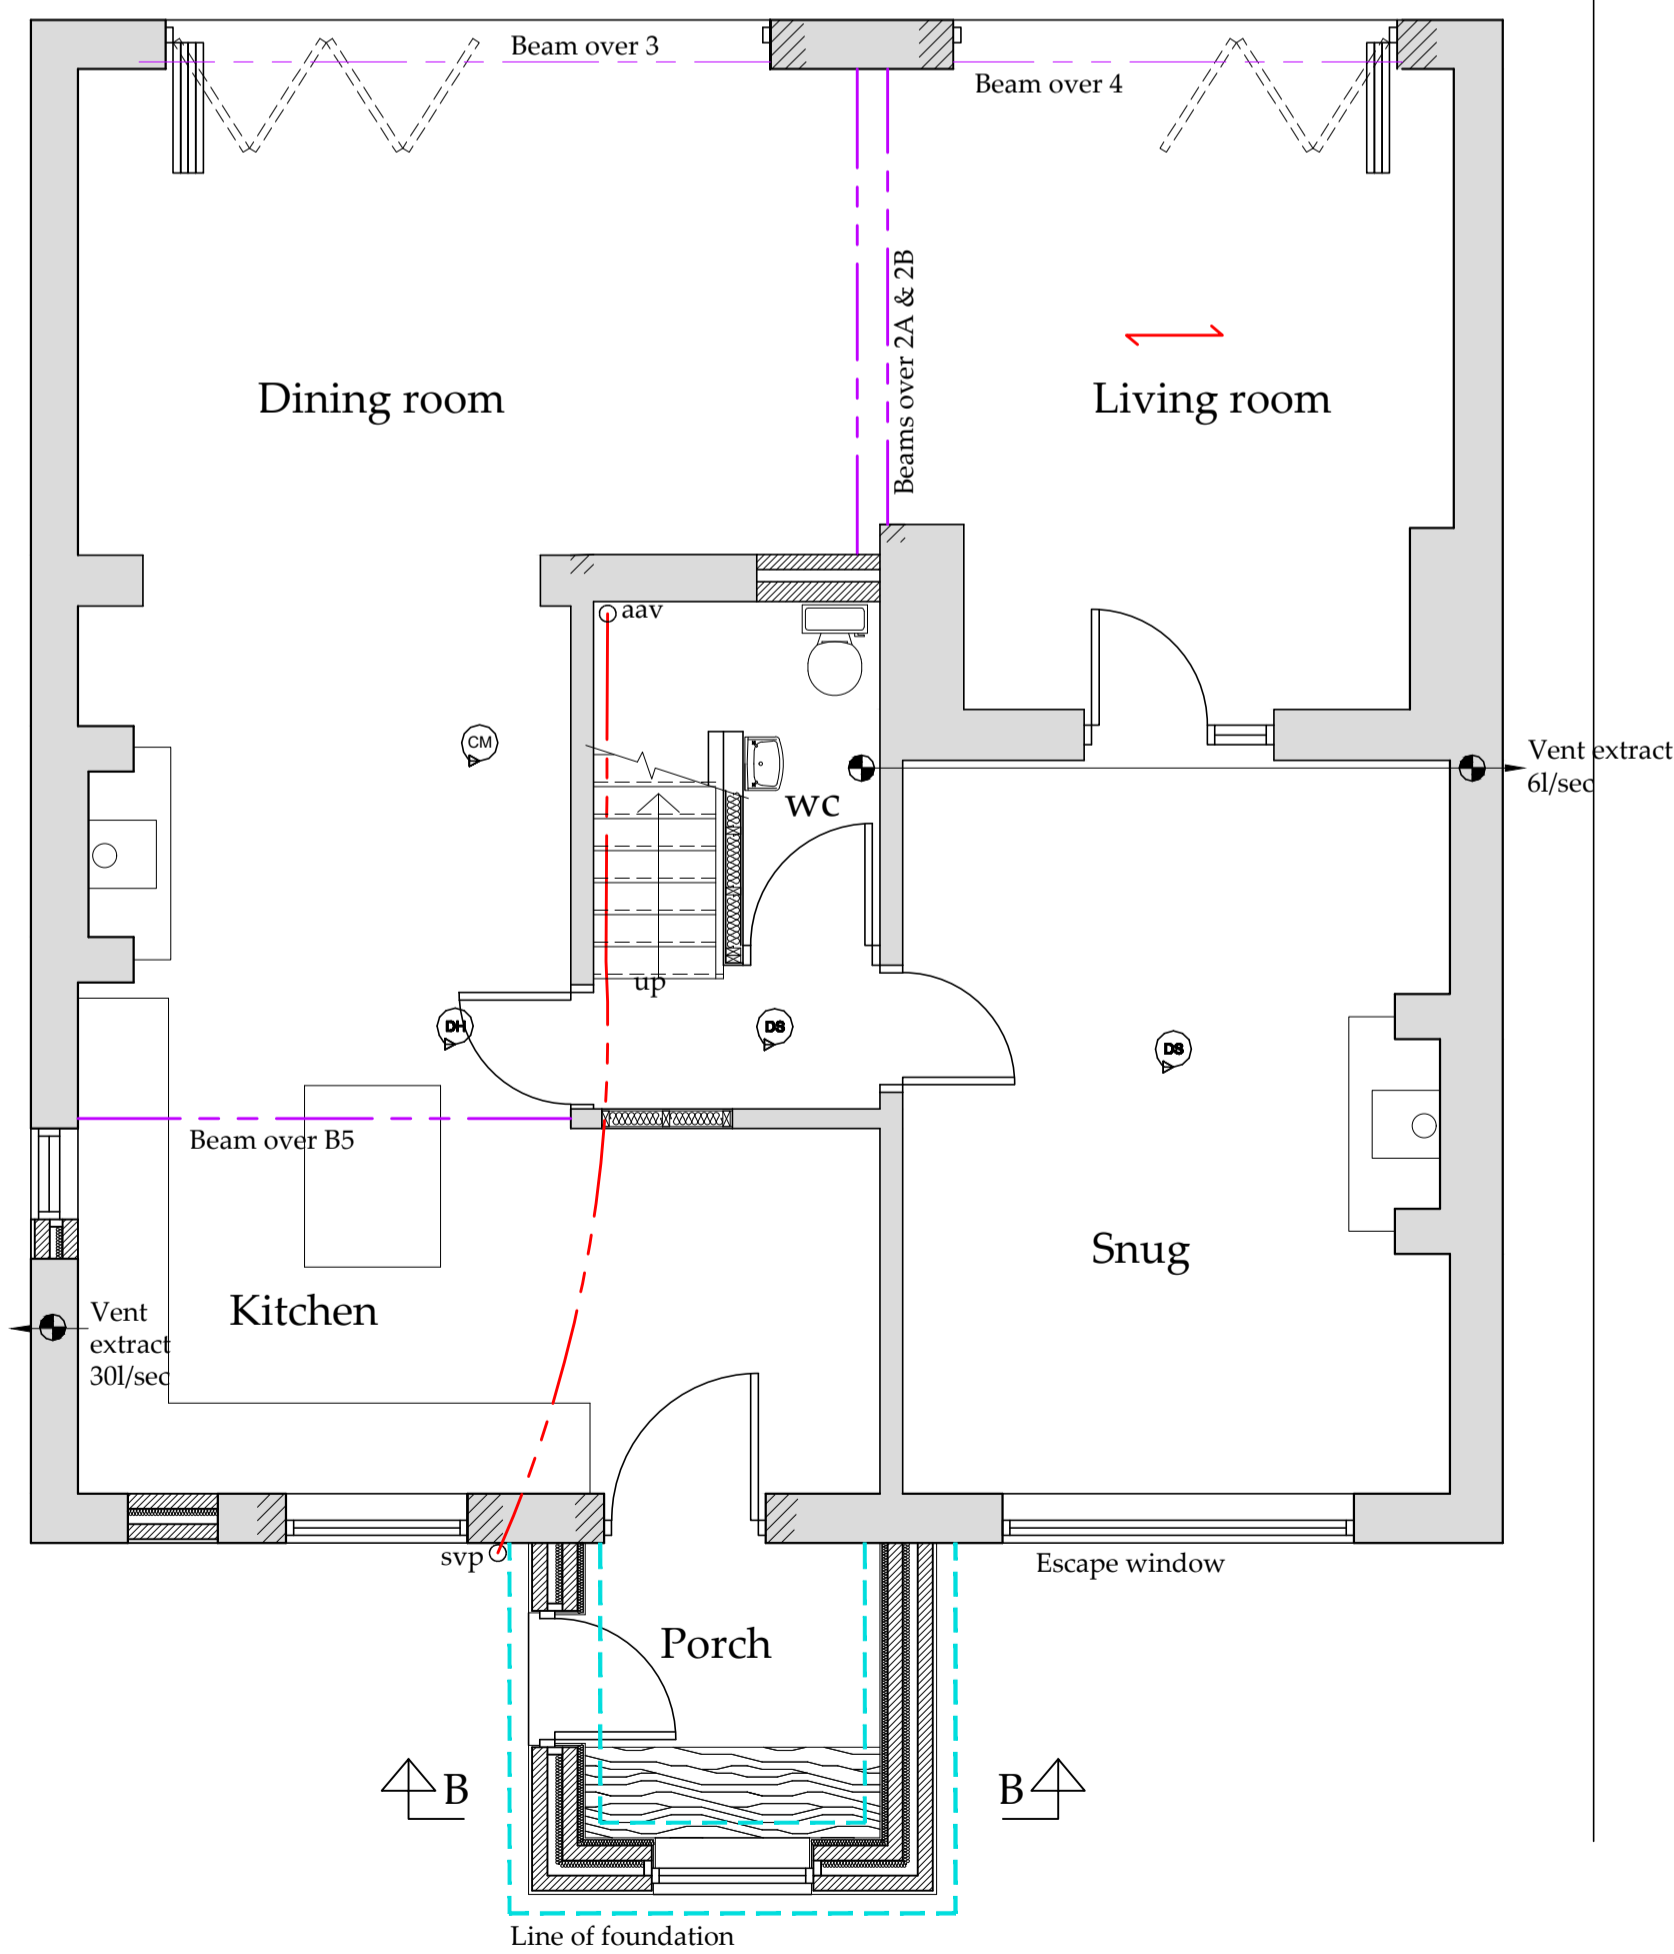 Beam over 3
Beam over 4
Beams over 2A & 2B
Dining room
Living room
aav
CM
Vent extract
6l/sec
wc
up
DH
DS
DS
Beam over B5
Snug
Kitchen
Vent
extract
30l/sec
svp
Escape window
Porch
B
B
Line of foundation